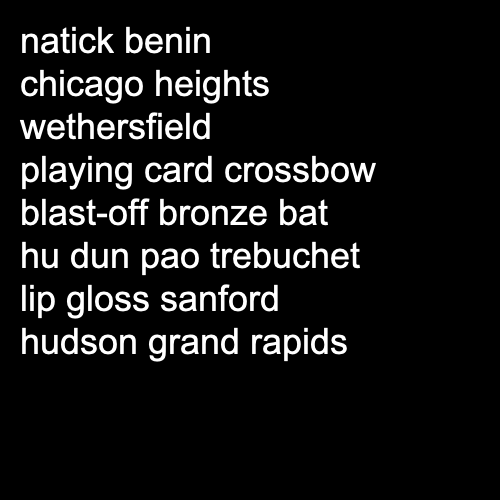 natick benin
chicago heights
wethersfield
playing card crossbow
blast-off bronze bat
hu dun pao trebuchet
lip gloss sanford
hudson grand rapids